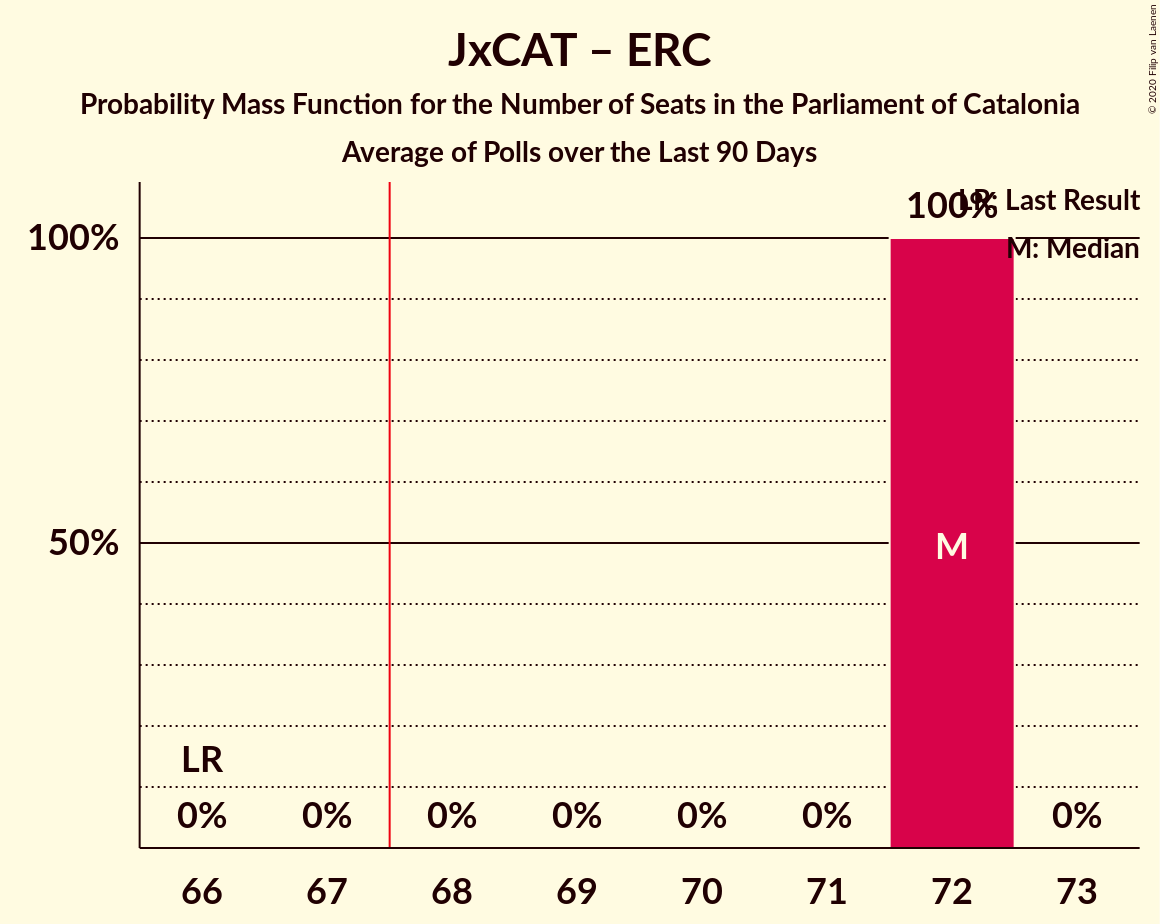 JxCAT – ERC
Probability Mass Function for the Number of Seats in the Parliament of Catalonia
Average of Polls over the Last 90 Days
© 2020 Filip van Laenen
100%
LR: Last Result
100%
M: Median
50%
M
LR
0% 0% 0% 0% 0% 0% 0%
66 67 68 69 70 71 72 73